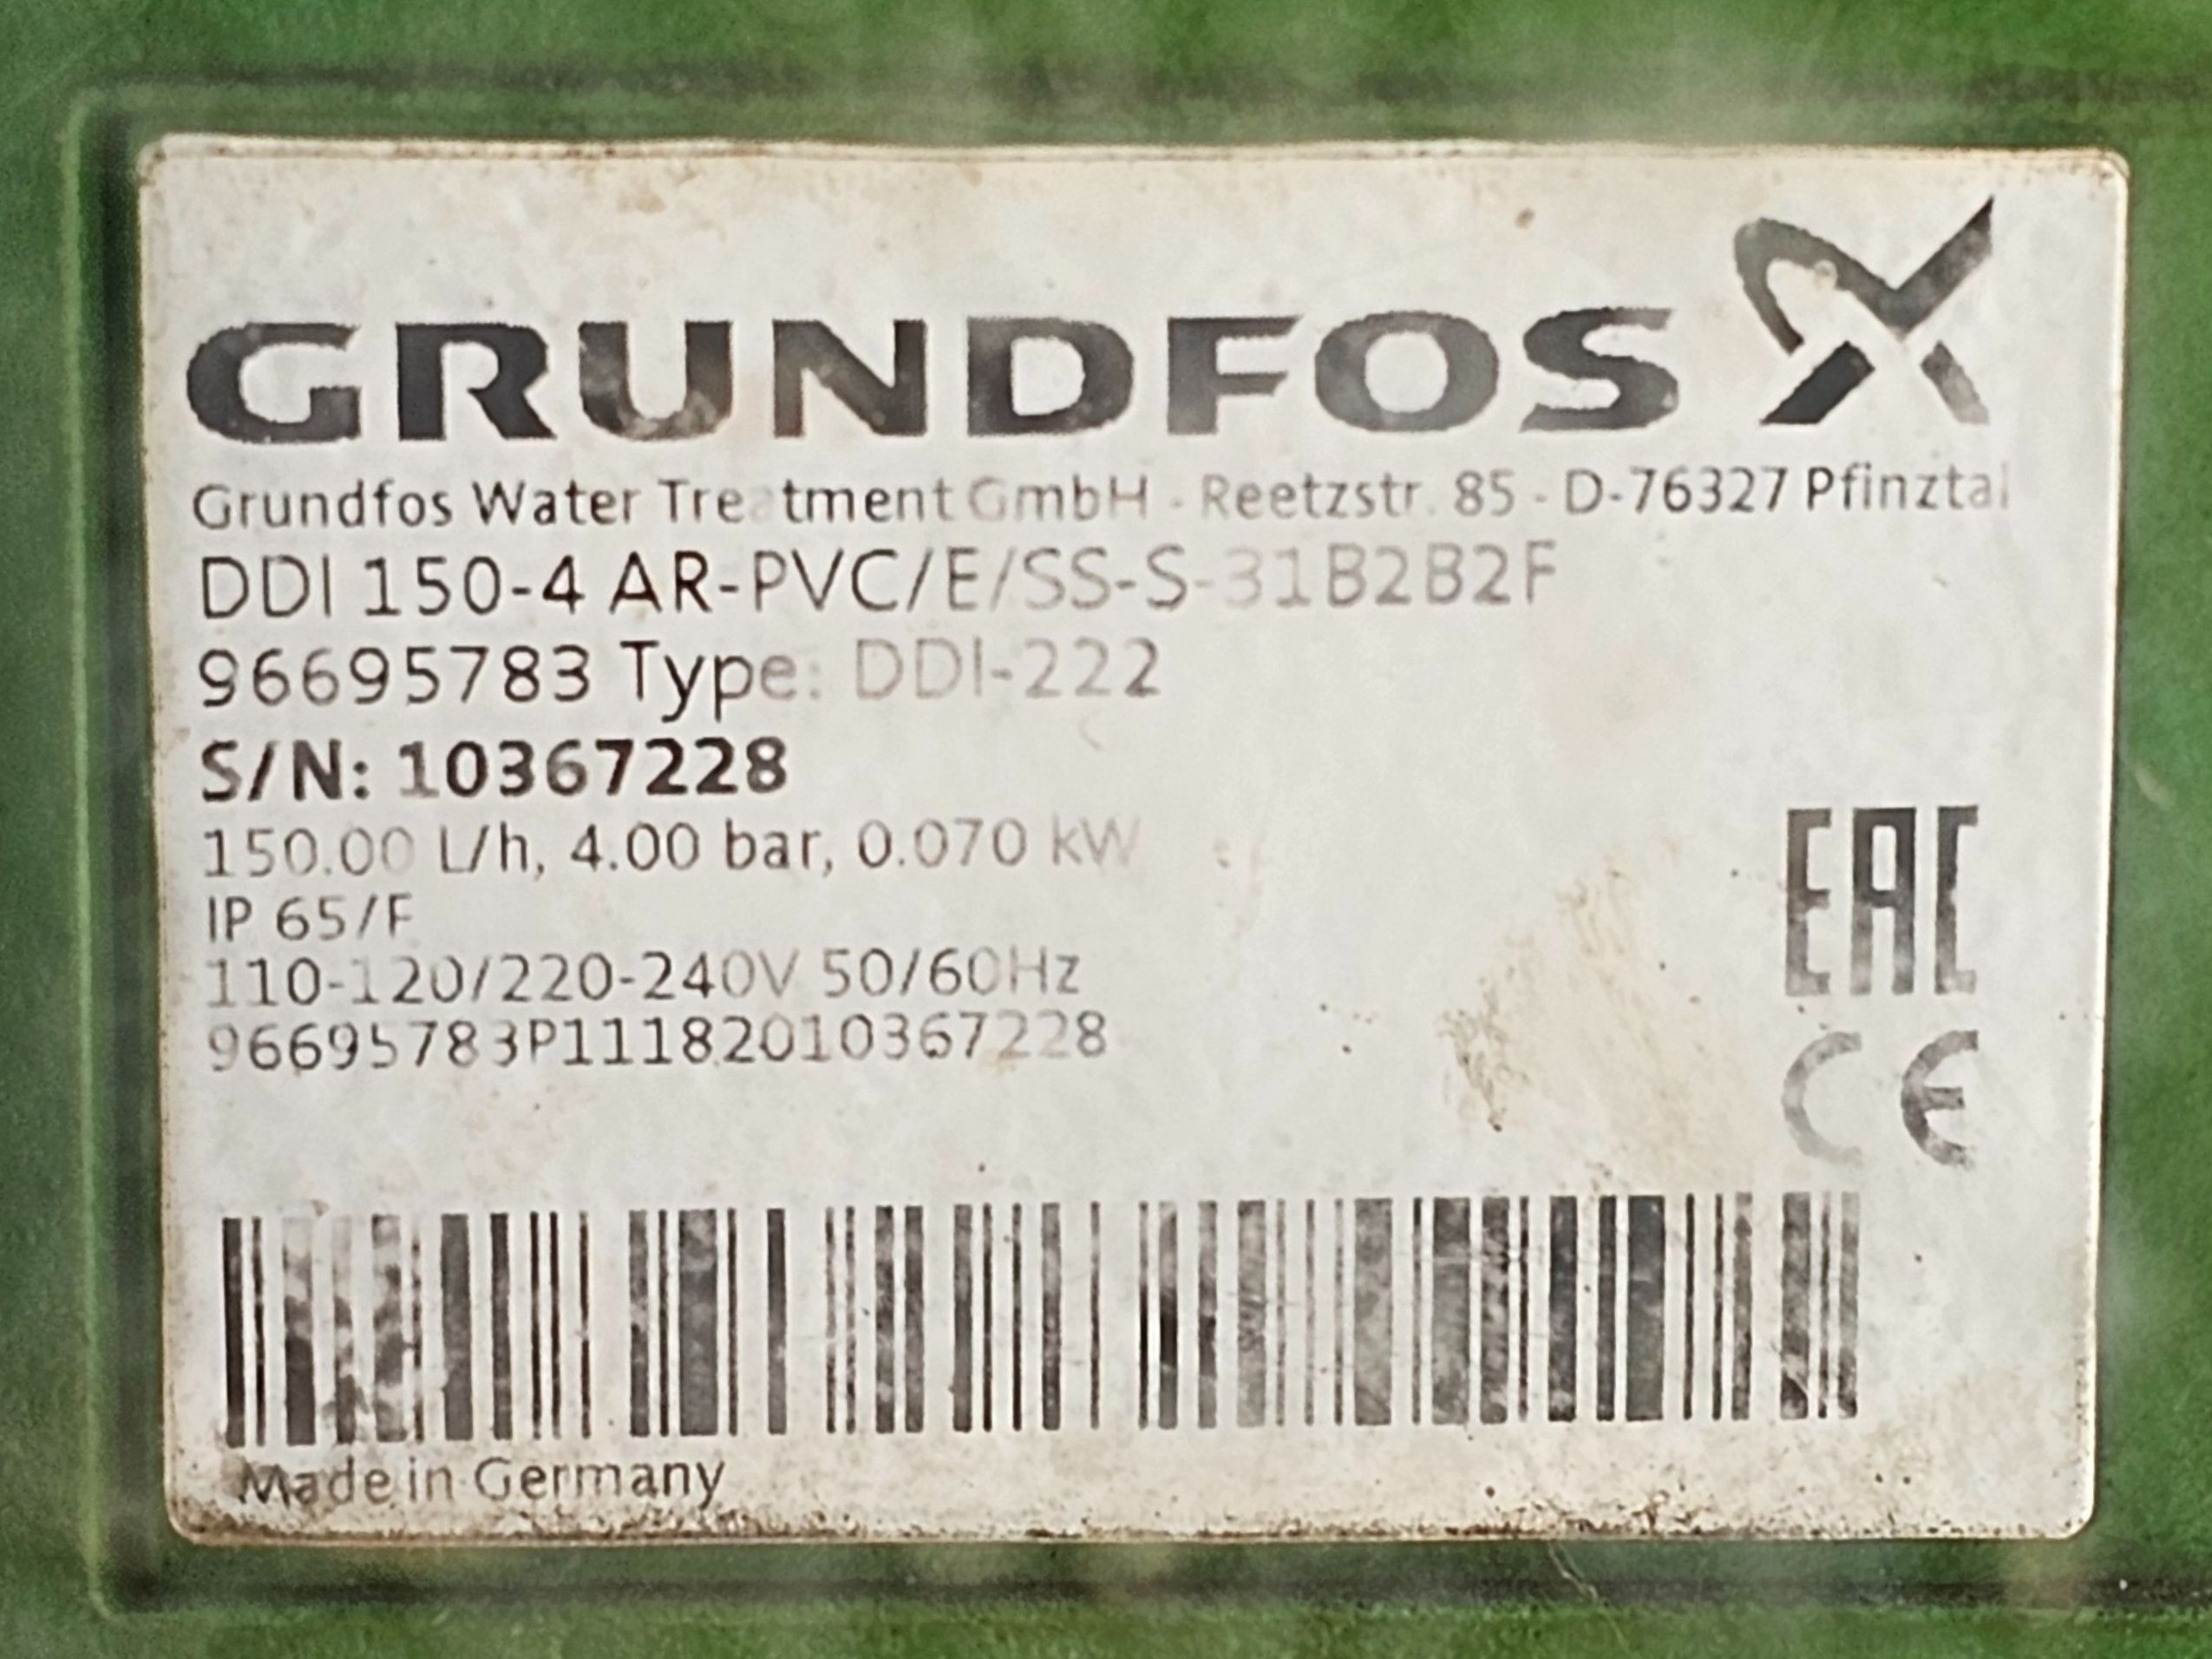 GRUNDFOS
Grundfos Water Treatment GmbH - Reetzstr. 85 - D-76327 Pfinztal
DDI 150-4 AR-PVC/E/SS-S-31B2B2F
96695783 Type: DDI-222
S/N: 10367228
150.00 L/h, 4.00 bar, 0.070 kW
IP 65/F
110-120/220-240V 50/60Hz
96695783P11182010367228
EAC
CE
Made in Germany